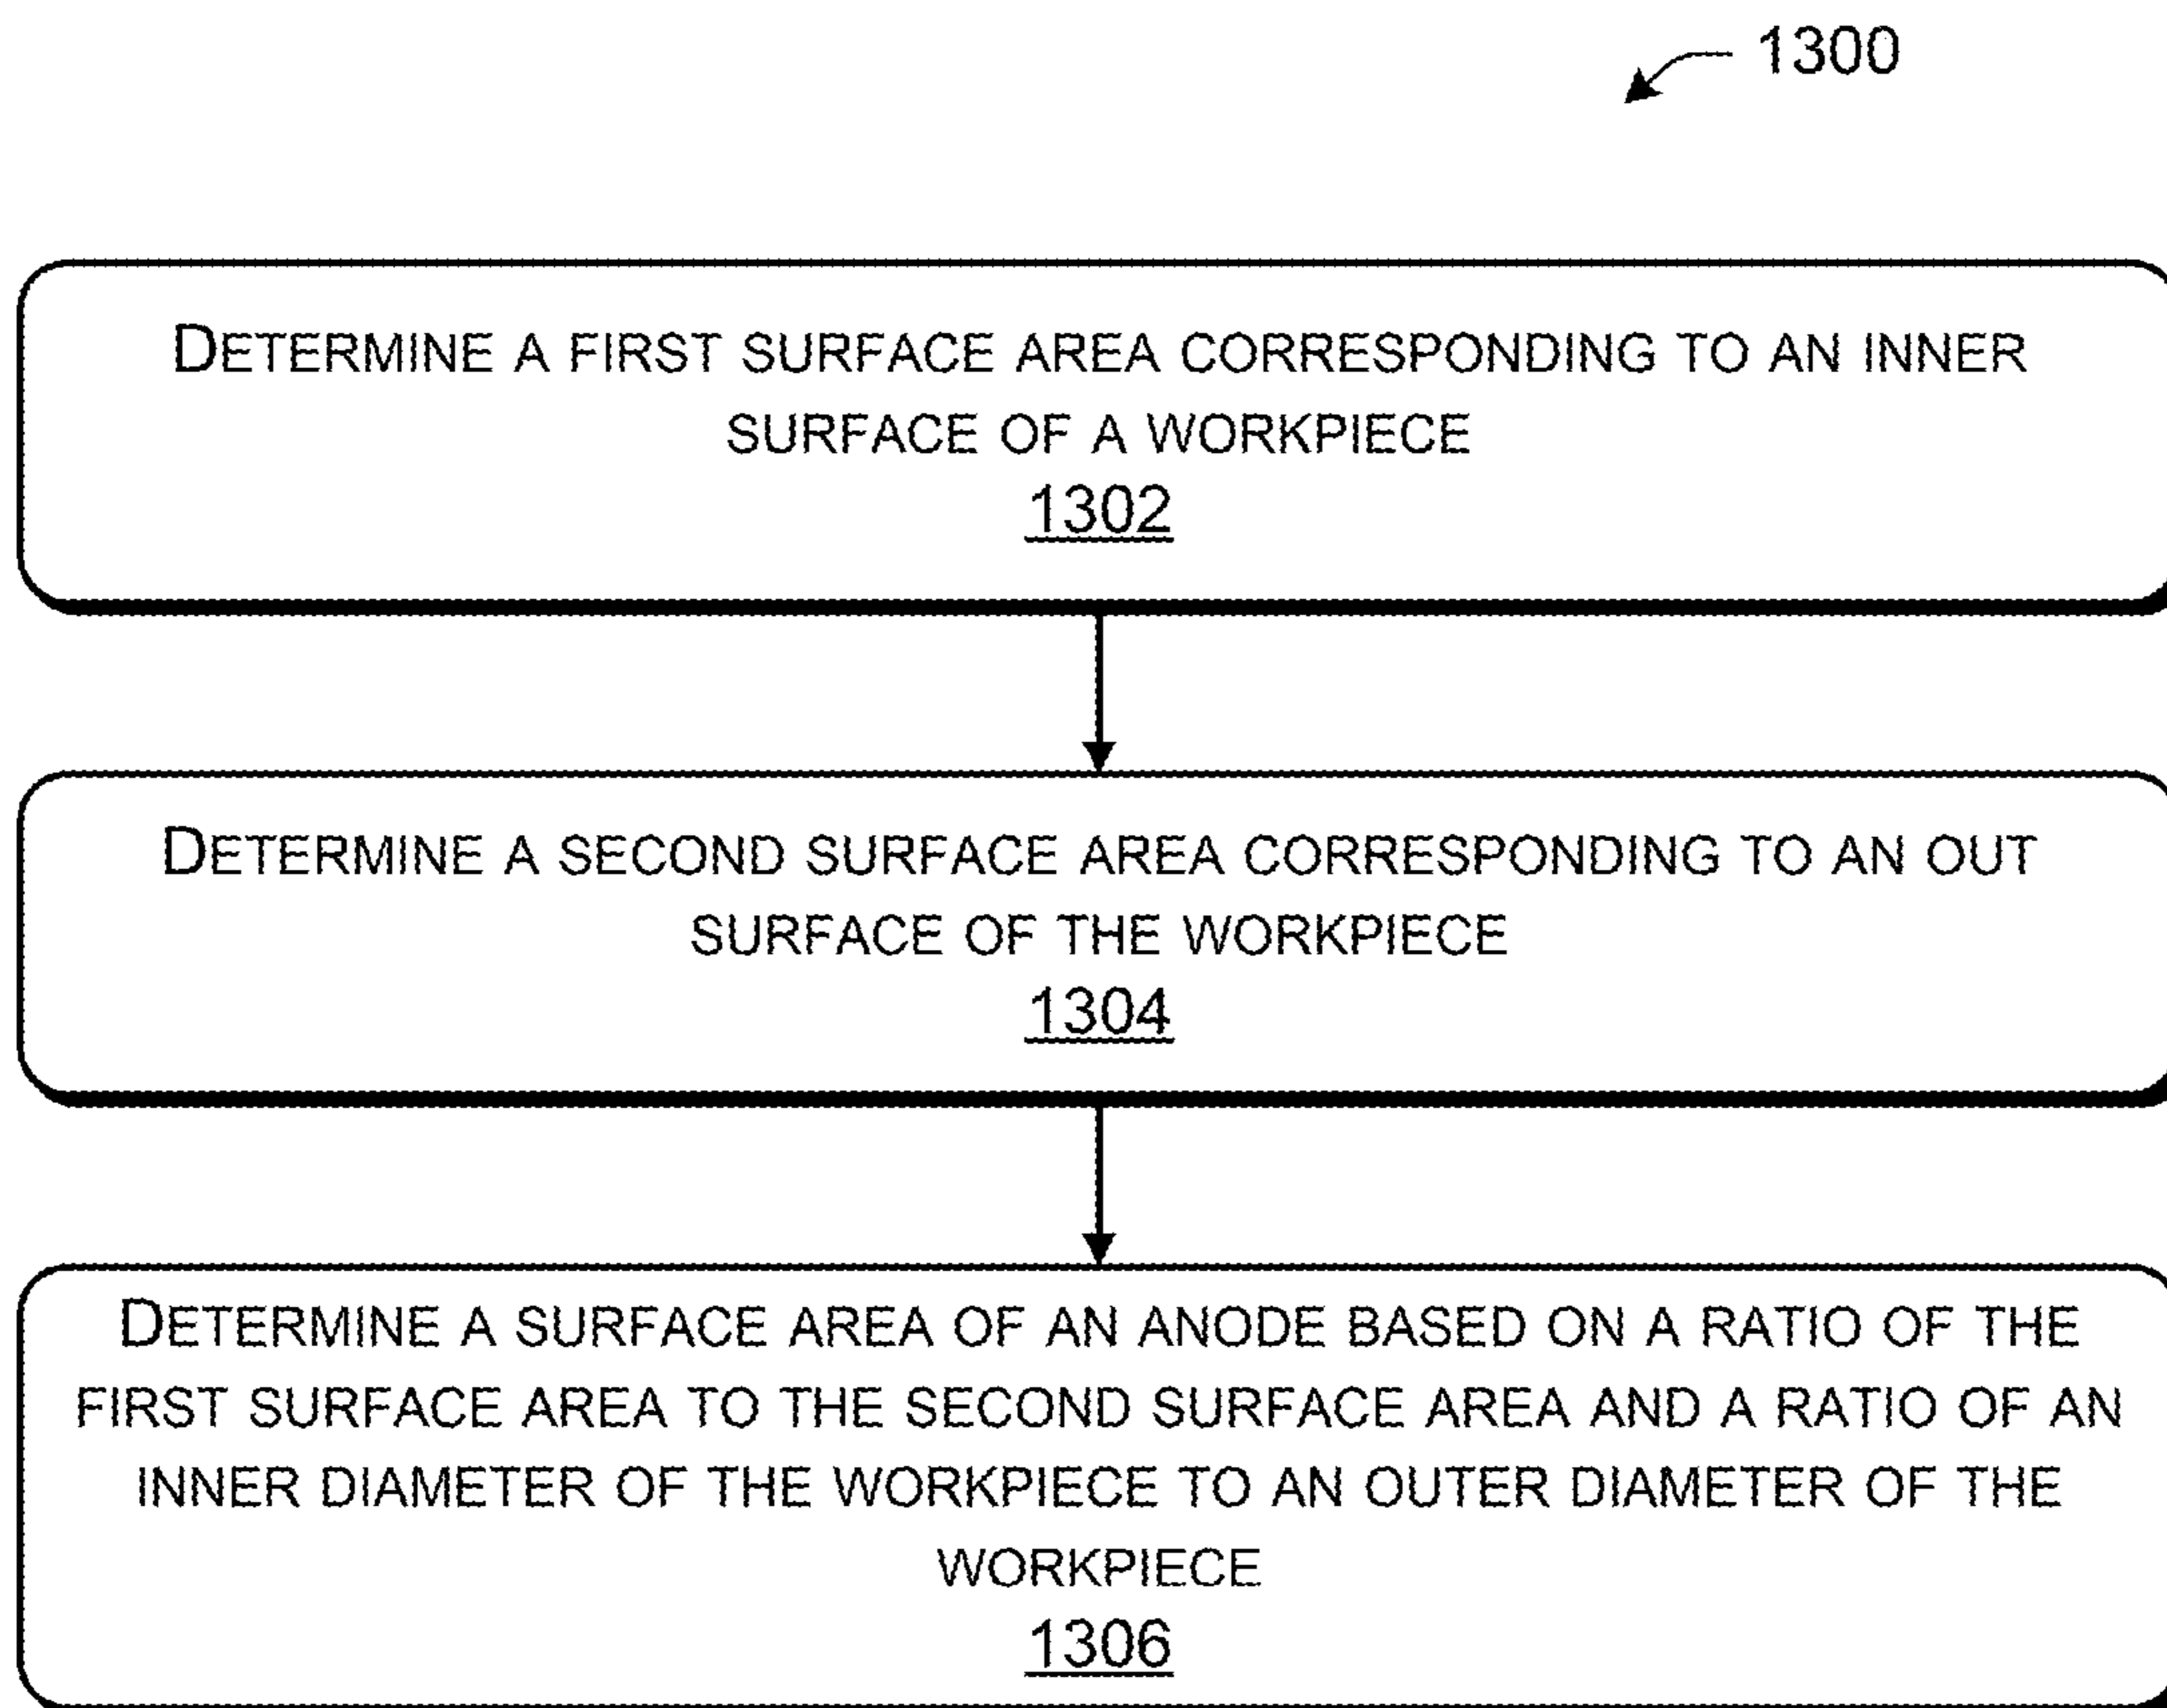 1300
DETERMINE A FIRST SURFACE AREA CORRESPONDING TO AN INNER
SURFACE OF A WORKPIECE
1302
DETERMINE A SECOND SURFACE AREA CORRESPONDING TO AN OUT
SURFACE OF THE WORKPIECE
1304
DETERMINE A SURFACE AREA OF AN ANODE BASED ON A RATIO OF THE
FIRST SURFACE AREA TO THE SECOND SURFACE AREA AND A RATIO OF AN
INNER DIAMETER OF THE WORKPIECE TO AN OUTER DIAMETER OF THE
WORKPIECE
1306